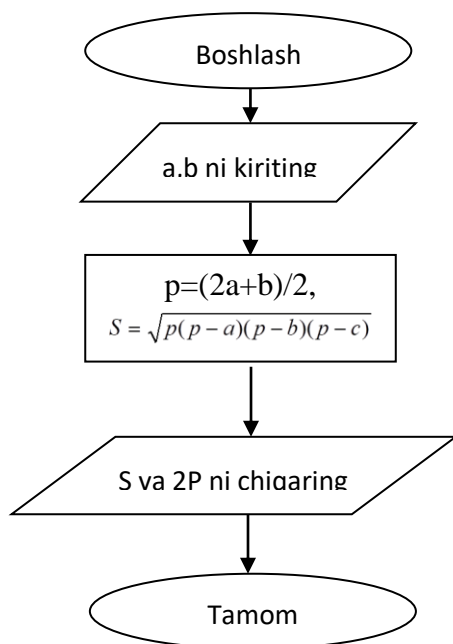 Boshlash
a.b ni kiriting
p=(2a+b)/2,
S = √p(p − a)(p − b)(p − c)
S va 2P ni chiqaring
Tamom